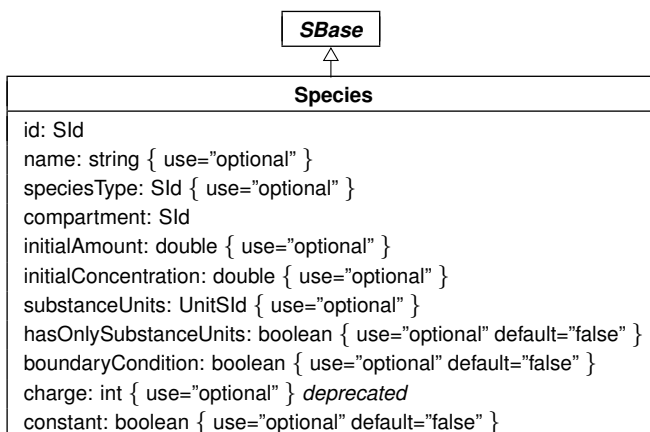 SBase
Species
id: SId
name: string { use="optional" }
speciesType: SId { use="optional" }
compartment: SId
initialAmount: double { use="optional" }
initialConcentration: double { use="optional" }
substanceUnits: UnitSId { use="optional" }
hasOnlySubstanceUnits: boolean { use="optional" default="false" }
boundaryCondition: boolean { use="optional" default="false" }
charge: int { use="optional" } deprecated
constant: boolean { use="optional" default="false" }